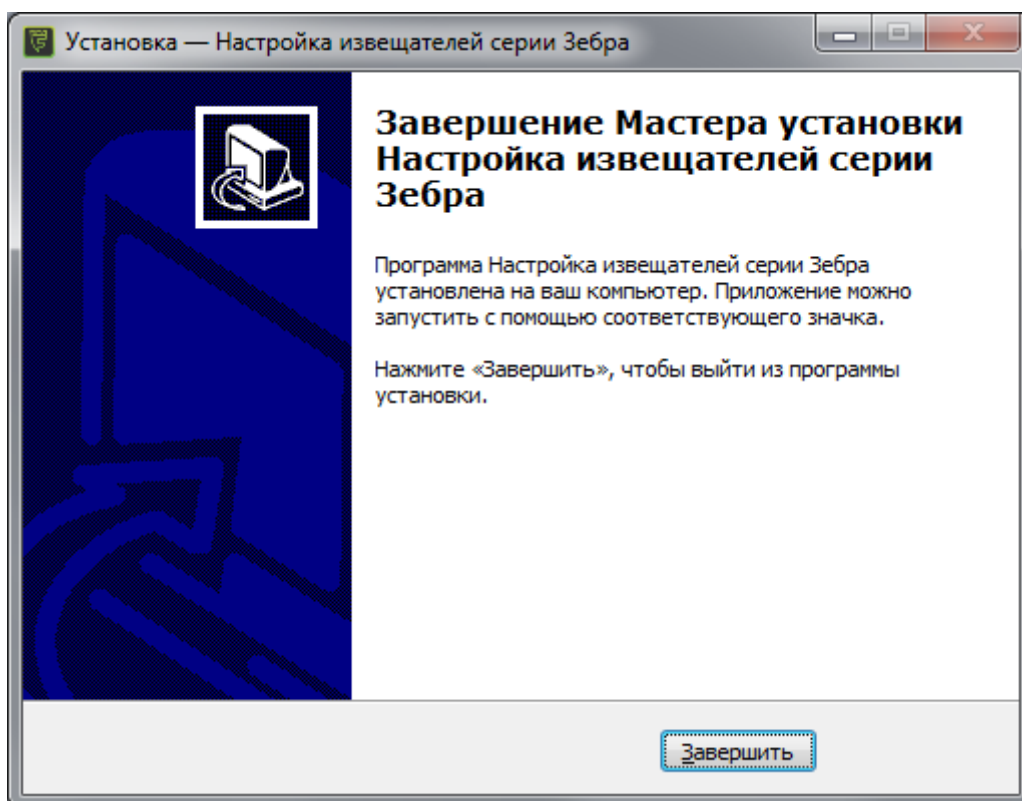 Установка — Настройка извещателей серии Зебра
Завершение Мастера установки
Настройка извещателей серии
Зебра
Программа Настройка извещателей серии Зебра
установлена на ваш компьютер. Приложение можно
запустить с помощью соответствующего значка.
Нажмите «Завершить», чтобы выйти из программы
установки.
Завершить